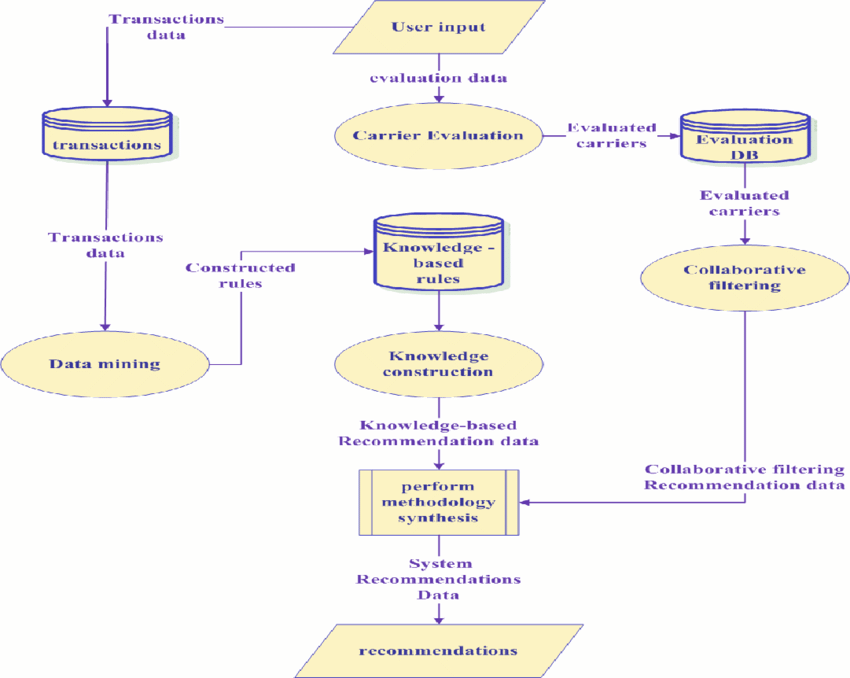 Transactions
data
User input
evaluation data
transactions
Carrier Evaluation
Evaluated
carriers
Evaluation
DB
Evaluated
carriers
Transactions
data
Constructed
rules
Knowledge -
based
rules
Collaborative
filtering
Data mining
Knowledge
construction
Knowledge-based
Recommendation data
Collaborative filtering
Recommendation data
perform
methodology
synthesis
System
Recommendations
Data
recommendations